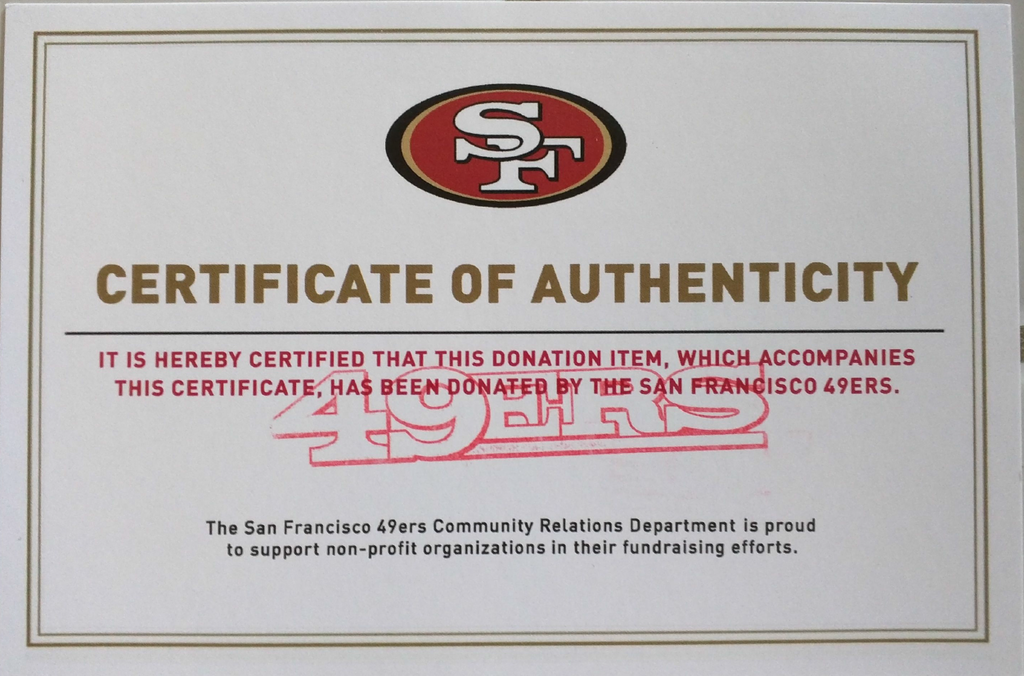 SF
CERTIFICATE OF AUTHENTICITY
IT IS HEREBY CERTIFIED THAT THIS DONATION ITEM, WHICH ACCOMPANIES
THIS CERTIFICATE, HAS BEEN DONATED BY THE SAN FRANCISCO 49ERS.
49ERS
The San Francisco 49ers Community Relations Department is proud
to support non-profit organizations in their fundraising efforts.